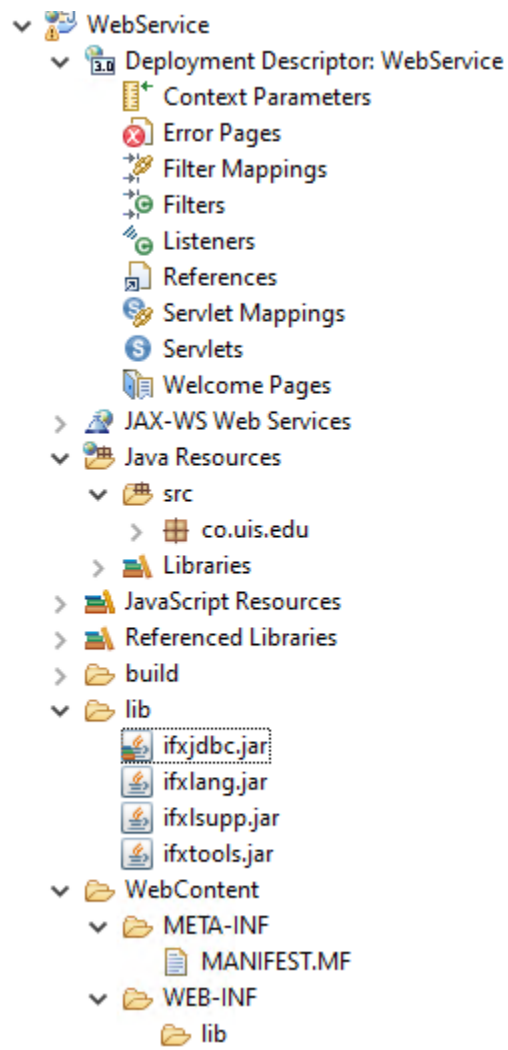 WebService
3.0 Deployment Descriptor: WebService
Context Parameters
Error Pages
Filter Mappings
Filters
Listeners
References
Servlet Mappings
Servlets
Welcome Pages
JAX-WS Web Services
Java Resources
src
co.uis.edu
Libraries
JavaScript Resources
Referenced Libraries
build
lib
ifxjdbc.jar
ifxlang.jar
ifxlsupp.jar
ifxtools.jar
WebContent
META-INF
MANIFEST.MF
WEB-INF
lib